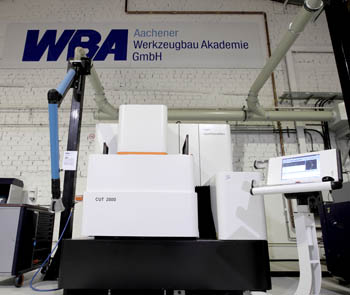 WBA
Aachener
Werkzeugbau Akademie
GmbH
CUT 2000